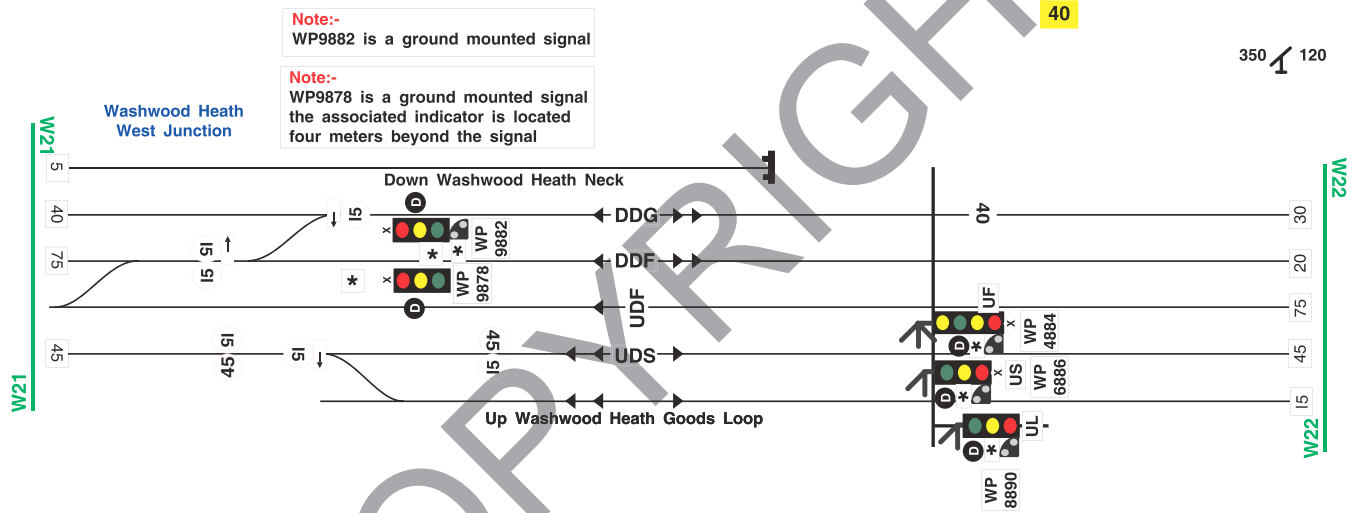 Note:-
WP9882 is a ground mounted signal
40
350 120
Note:-
WP9878 is a ground mounted signal
the associated indicator is located
four meters beyond the signal
Washwood Heath
West Junction
W21
W22
5
Down Washwood Heath Neck
40
15
D
x
WP
9882
DDG
40
30
75
15
15
*
*
*
x
WP
9878
D
DDF
20
UDF
UF
75
x
WP
4884
D
*
45
45 15
15
45
15
UDS
45
US
x
WP
6886
D
*
15
Up Washwood Heath Goods Loop
UL
D
*
WP
8890
W21
W22
COPYRIGH